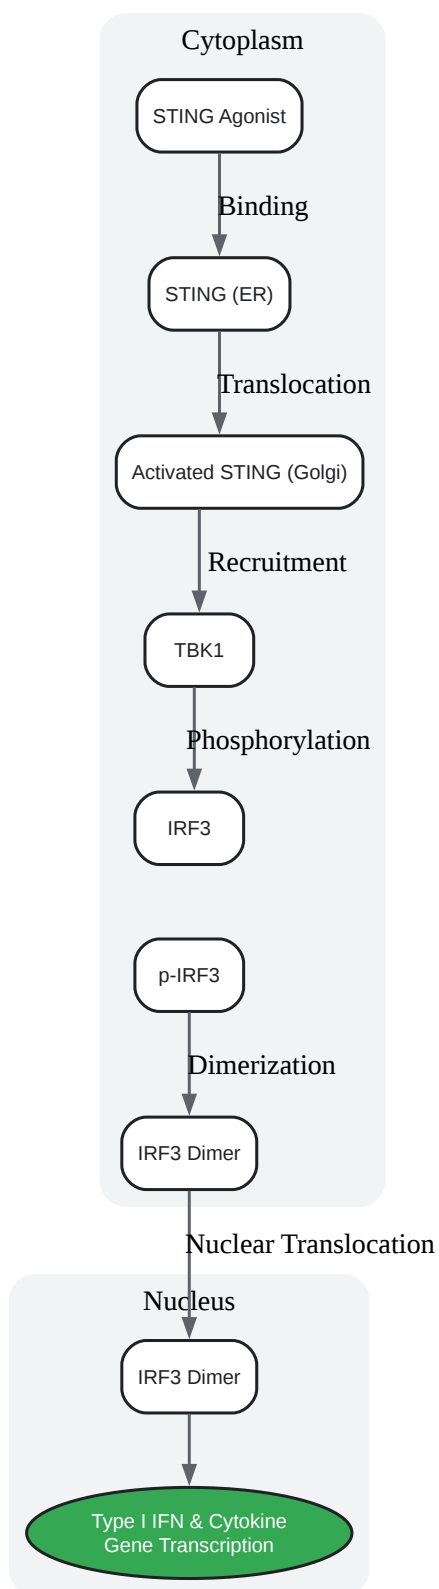 Cytoplasm
STING Agonist
Binding
STING (ER)
Translocation
Activated STING (Golgi)
Recruitment
TBK1
Phosphorylation
IRF3
p-IRF3
Dimerization
IRF3 Dimer
Nuclear Translocation
Nucleus
IRF3 Dimer
Type I IFN & Cytokine
Gene Transcription